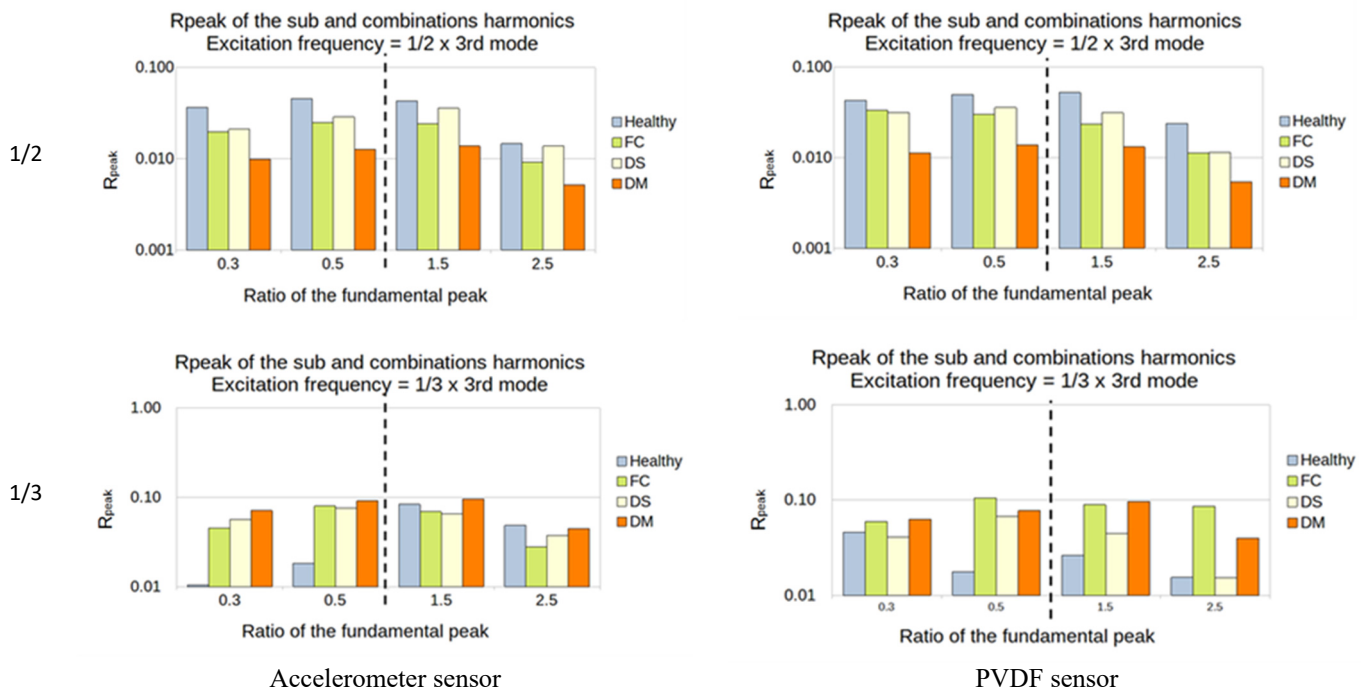 Rpeak of the sub and combinations harmonics
Excitation frequency = 1/2 x 3rd mode
1/2
0.100
0.010
0.001
Rpeak
0.3 0.5 1.5 2.5
Ratio of the fundamental peak
Healthy
FC
DS
DM
Rpeak of the sub and combinations harmonics
Excitation frequency = 1/2 x 3rd mode
0.100
0.010
0.001
Rpeak
0.3 0.5 1.5 2.5
Ratio of the fundamental peak
Healthy
FC
DS
DM
Rpeak of the sub and combinations harmonics
Excitation frequency = 1/3 x 3rd mode
1/3
1.00
0.10
0.01
Rpeak
0.3 0.5 1.5 2.5
Ratio of the fundamental peak
Healthy
FC
DS
DM
Accelerometer sensor
Rpeak of the sub and combinations harmonics
Excitation frequency = 1/3 x 3rd mode
1.00
0.10
0.01
Rpeak
0.3 0.5 1.5 2.5
Ratio of the fundamental peak
Healthy
FC
DS
DM
PVDF sensor